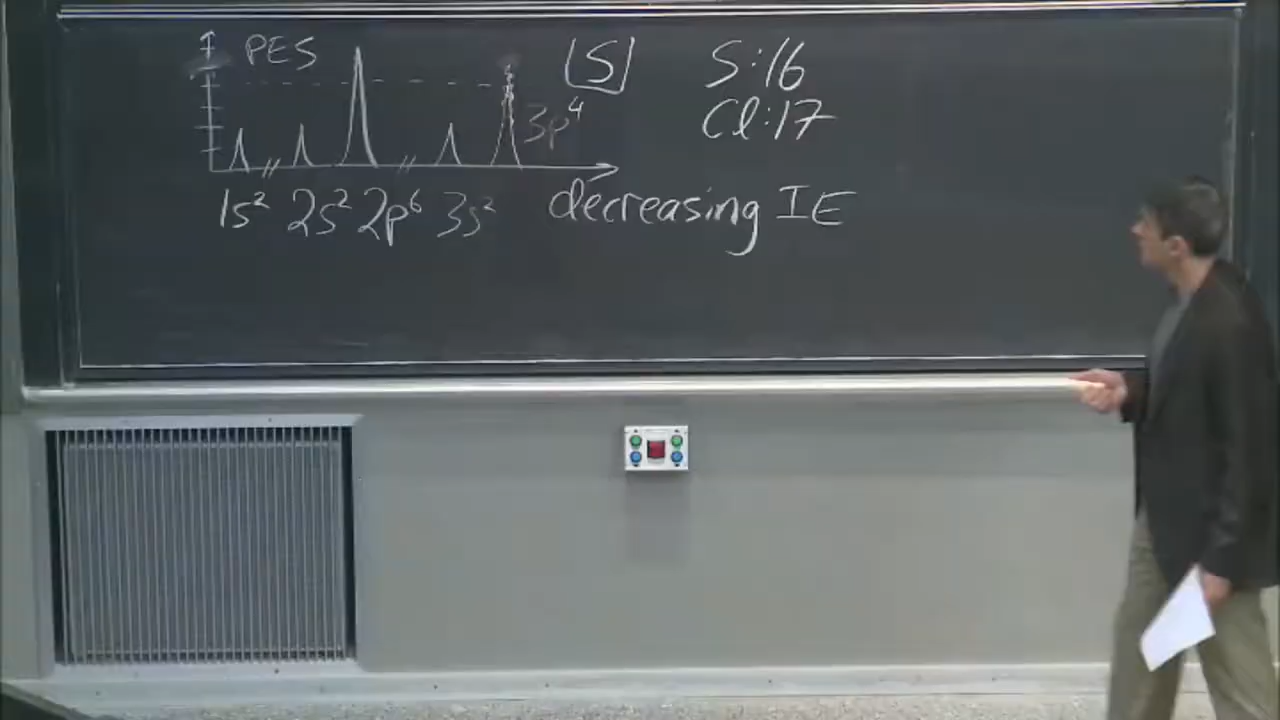 PES
[S]
S:16
Cl:17
3p⁴
1s² 2s² 2p⁶ 3s²
decreasing IE